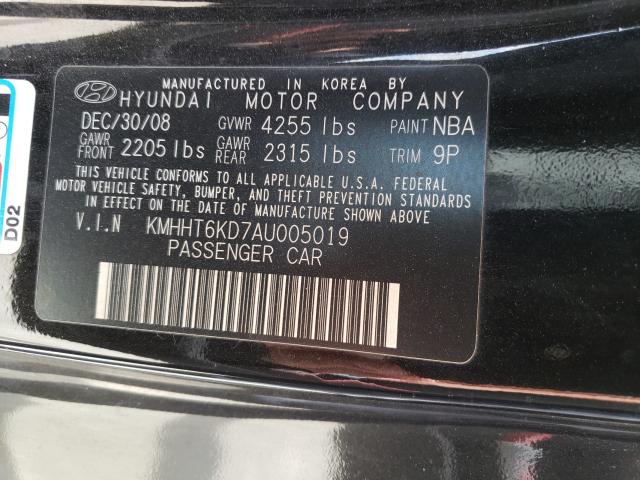 MANUFACTURED IN KOREA BY
HYUNDAI MOTOR COMPANY
DEC/30/08 GVWR 4255 lbs PAINT NBA
GAWR FRONT 2205 lbs GAWR REAR 2315 lbs TRIM 9P
THIS VEHICLE CONFORMS TO ALL APPLICABLE U.S.A. FEDERAL
MOTOR VEHICLE SAFETY, BUMPER, AND THEFT PREVENTION STANDARDS
IN EFFECT ON THE DATE OF MANUFACTURE SHOWN ABOVE
V.I.N KMHHT6KD7AU005019
PASSENGER CAR
D02